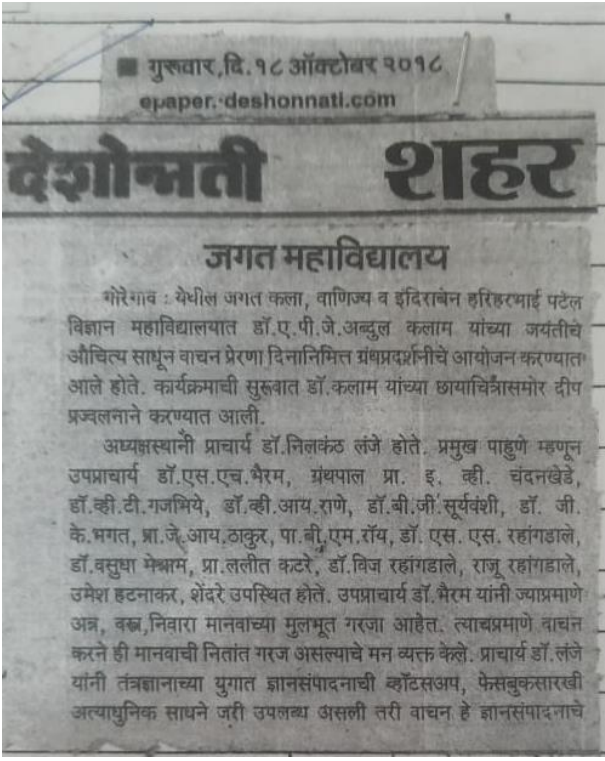 ■ गुरूवार,दि.१८ ऑक्टोबर २०१८
epaper.deshonnati.com
देशोन्नती शहर
जगत महाविद्यालय
गोरेगाव : येथील जगत कला, वाणिज्य व इंदिराबेन हरिहरभाई पटेल
विज्ञान महाविद्यालयात डॉ.ए.पी.जे.अब्दुल कलाम यांच्या जयंतीचे
औचित्य साधून वाचन प्रेरणा दिनानिमित्त ग्रंथप्रदर्शनीचे आयोजन करण्यात
आले होते. कार्यक्रमाची सुरूवात डॉ.कलाम यांच्या छायाचित्रासमोर दीप
प्रज्वलनाने करण्यात आली.
अध्यक्षस्थानी प्राचार्य डॉ.निलकंठ लंजे होते. प्रमुख पाहुणे म्हणून
उपप्राचार्य डॉ.एस.एच.भैरम, ग्रंथपाल प्रा. इ. व्ही. चंदनखेडे,
डॉ.व्ही.टी.गजभिये, डॉ.व्ही.आय.राणे, डॉ.बी.जी.सूर्यवंशी, डॉ. जी.
के.भगत, प्रा.जे.आय.ठाकुर, पा.बी.एम.रॉय, डॉ. एस. एस. रहांगडाले,
डॉ.वसुधा मेश्राम, प्रा.ललीत कटरे, डॉ.विज रहांगडाले, राजू रहांगडाले,
उमेश हटनाकर, शेंदरे उपस्थित होते. उपप्राचार्य डॉ.भैरम यांनी ज्याप्रमाणे
अन्न, वस्त्र,निवारा मानवाच्या मुलभूत गरजा आहेत. त्याचप्रमाणे वाचन
करने ही मानवाची नितांत गरज असल्याचे मन व्यक्त केले. प्राचार्य डॉ.लंजे
यांनी तंत्रज्ञानाच्या युगात ज्ञानसंपादनाची व्हॉटसअप, फेसबुकसारखी
अत्याधुनिक साधने जरी उपलब्ध असली तरी वाचन हे ज्ञानसंपादनाचे